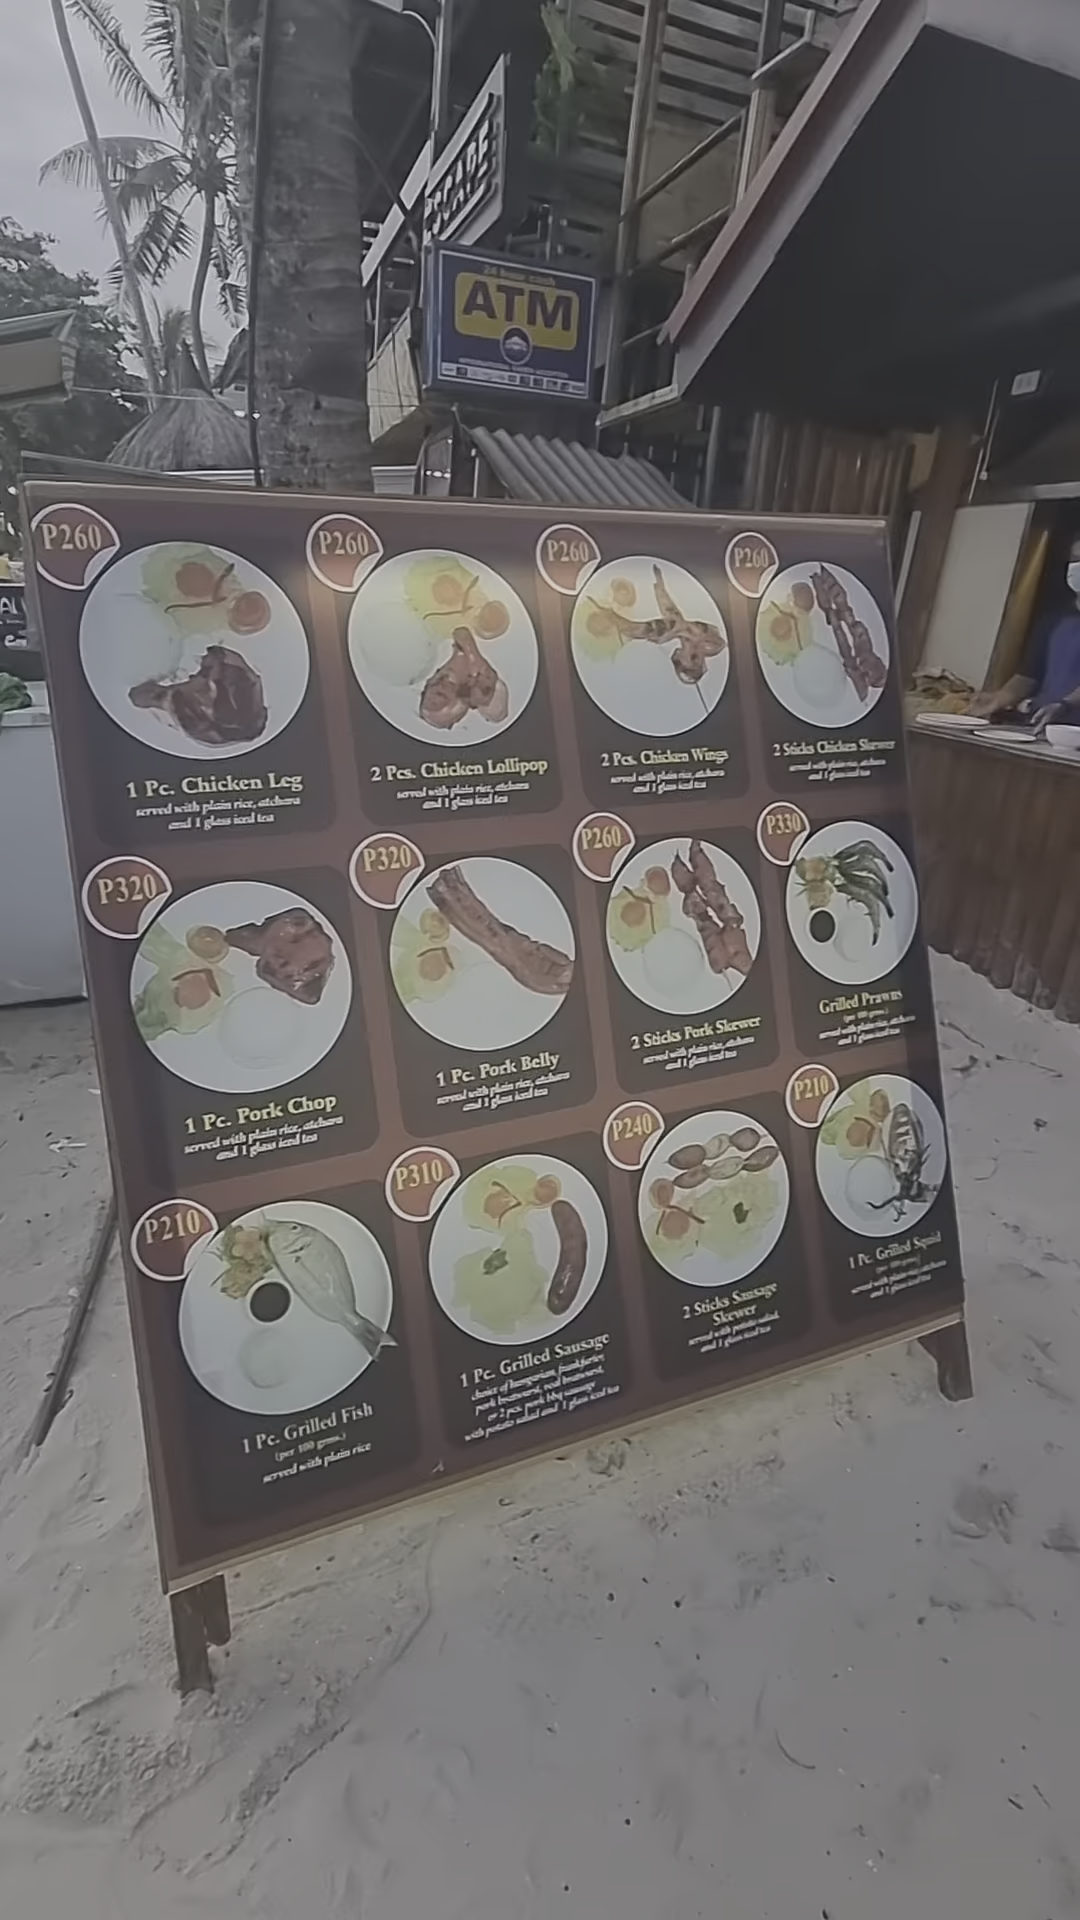 SCAPE
24 hour cash
ATM
P260
1 Pc. Chicken Leg
served with plain rice, atchara
and 1 glass iced tea
P260
2 Pcs. Chicken Lollipop
served with plain rice, atchara
and 1 glass iced tea
P260
2 Pcs. Chicken Wings
served with plain rice, atchara
and 1 glass iced tea
P260
2 Sticks Chicken Skewer
served with plain rice, atchara
and 1 glass iced tea
P320
1 Pc. Pork Chop
served with plain rice, atchara
and 1 glass iced tea
P320
1 Pc. Pork Belly
served with plain rice, atchara
and 1 glass iced tea
P260
2 Sticks Pork Skewer
served with plain rice, atchara
and 1 glass iced tea
P330
Grilled Prawns
(per 100 grms.)
served with plain rice, atchara
and 1 glass iced tea
P210
1 Pc. Grilled Fish
(per 100 grms.)
served with plain rice
P310
1 Pc. Grilled Sausage
choice of hungarian, frankfurter,
pork bratwurst, veal bratwurst,
or 2 pcs. pork bbq sausage
with potato salad and 1 glass iced tea
P240
2 Sticks Sausage
Skewer
served with potato salad,
and 1 glass iced tea
P210
1 Pc. Grilled Squid
(per 100 grms)
served with plain rice, atchara
and 1 glass iced tea